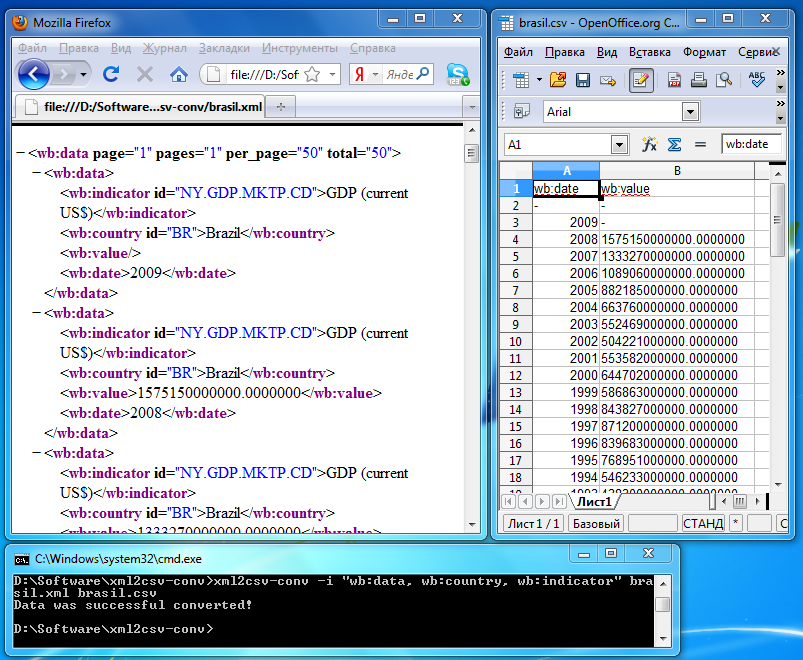 Mozilla Firefox
Файл Правка Вид Журнал Закладки Инструменты Справка
file:///D:/Sof
Янде
file:///D:/Software...sv-conv/brasil.xml
− <wb:data page="1" pages="1" per_page="50" total="50">
− <wb:data>
<wb:indicator id="NY.GDP.MKTP.CD">GDP (current
US$)</wb:indicator>
<wb:country id="BR">Brazil</wb:country>
<wb:value/>
<wb:date>2009</wb:date>
</wb:data>
− <wb:data>
<wb:indicator id="NY.GDP.MKTP.CD">GDP (current
US$)</wb:indicator>
<wb:country id="BR">Brazil</wb:country>
<wb:value>1575150000000.0000000</wb:value>
<wb:date>2008</wb:date>
</wb:data>
− <wb:data>
<wb:indicator id="NY.GDP.MKTP.CD">GDP (current
US$)</wb:indicator>
<wb:country id="BR">Brazil</wb:country>
<wb:value>1333270000000.0000000</wb:value>
brasil.csv - OpenOffice.org C...
Файл Правка Вид Вставка Формат Сервис
ABC
Arial
A1 wb:date
A B
1 wb:date wb:value
2 - -
3 2009 -
4 2008 1575150000000.0000000
5 2007 1333270000000.0000000
6 2006 1089060000000.0000000
7 2005 882185000000.0000000
8 2004 663760000000.0000000
9 2003 552469000000.0000000
10 2002 504221000000.0000000
11 2001 553582000000.0000000
12 2000 644702000000.0000000
13 1999 586863000000.0000000
14 1998 843827000000.0000000
15 1997 871200000000.0000000
16 1996 839683000000.0000000
17 1995 768951000000.0000000
18 1994 546233000000.0000000
Лист1
Лист 1 / 1 Базовый СТАНД *
C:\Windows\system32\cmd.exe
D:\Software\xml2csv-conv>xml2csv-conv -i "wb:data, wb:country, wb:indicator" bra
sil.xml brasil.csv
Data was successful converted!
D:\Software\xml2csv-conv>